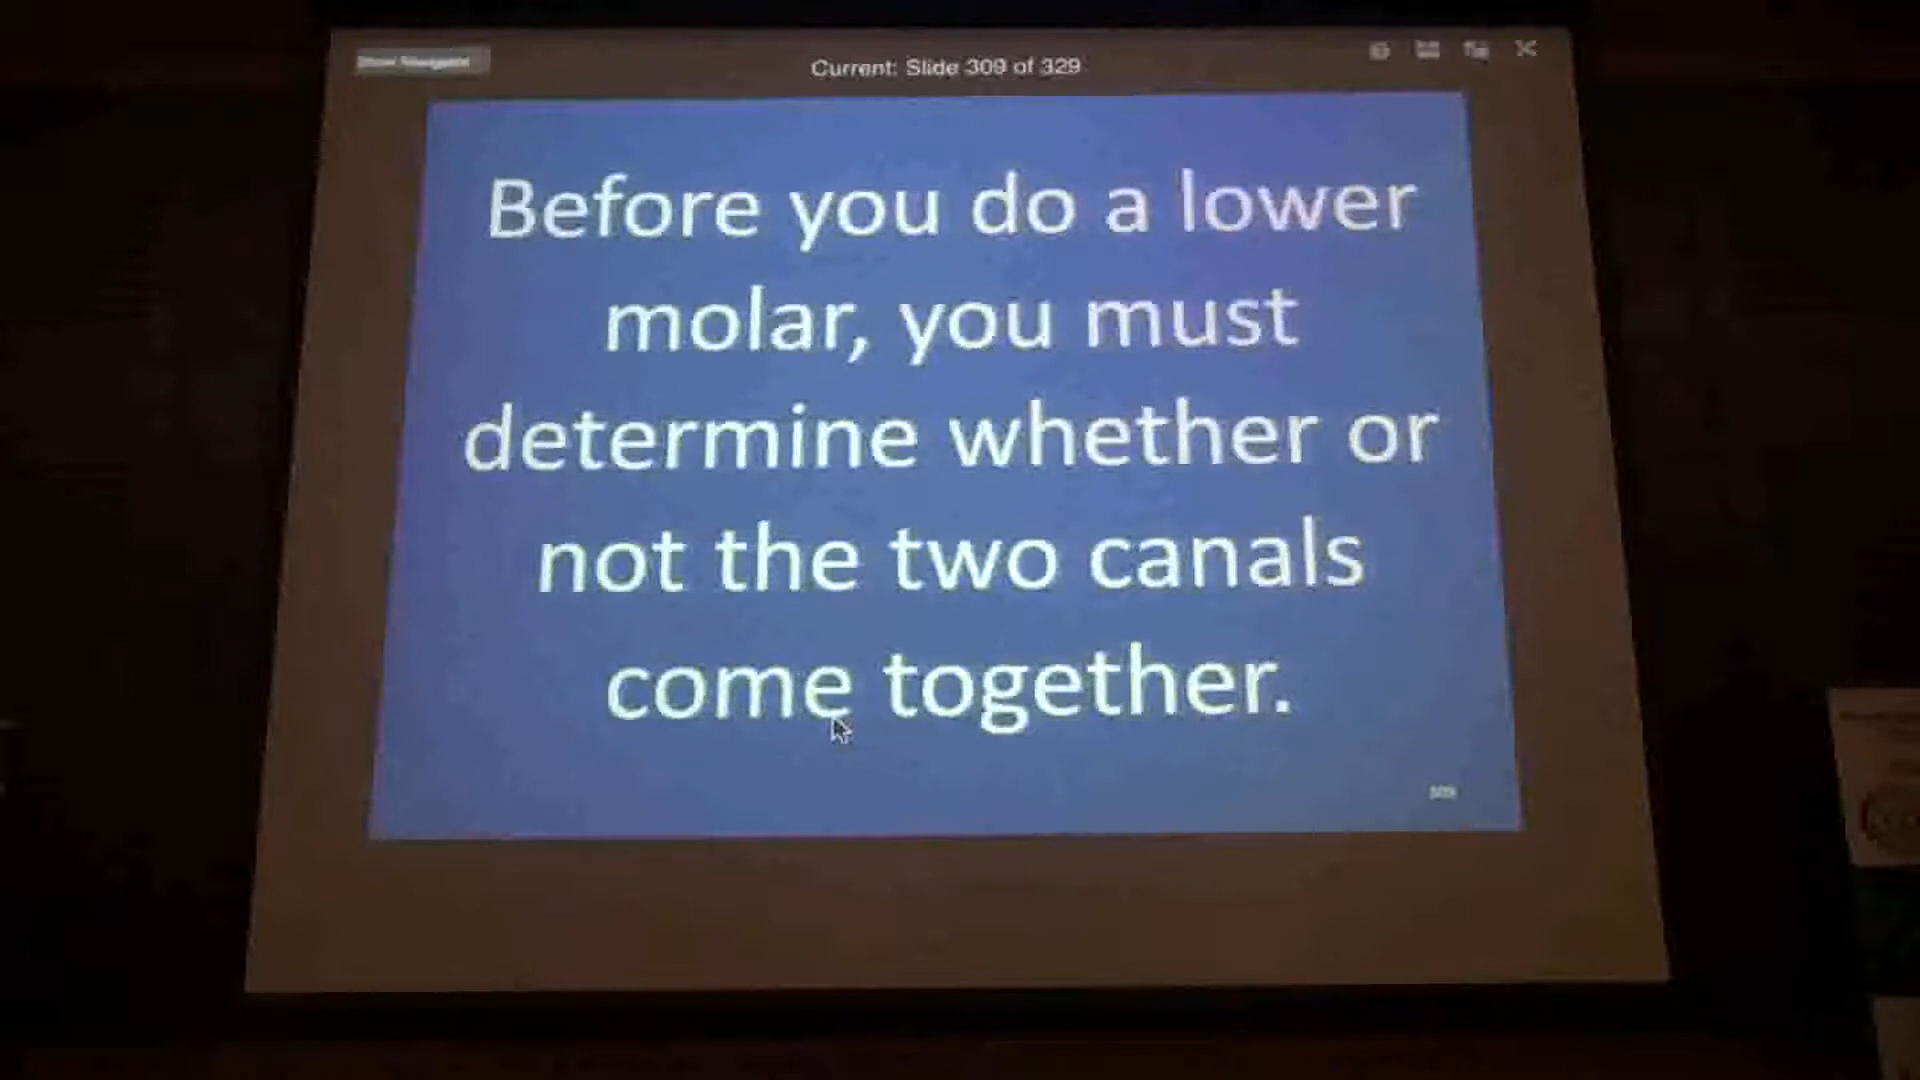 Current: Slide 309 of 329
Before you do a lower
molar, you must
determine whether or
not the two canals
come together.
309